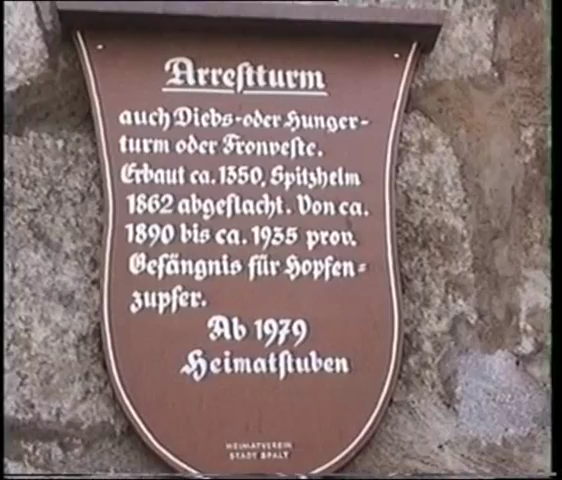 Arrestturm
auch Diebs-oder Hunger-
turm oder Fronveste.
Erbaut ca. 1350, Spitzhelm
1862 abgeflacht. Von ca.
1890 bis ca. 1935 prov.
Gefängnis für Hopfen-
zupfer.
Ab 1979
Heimatstuben
HEIMATVEREIN
STADT SPALT